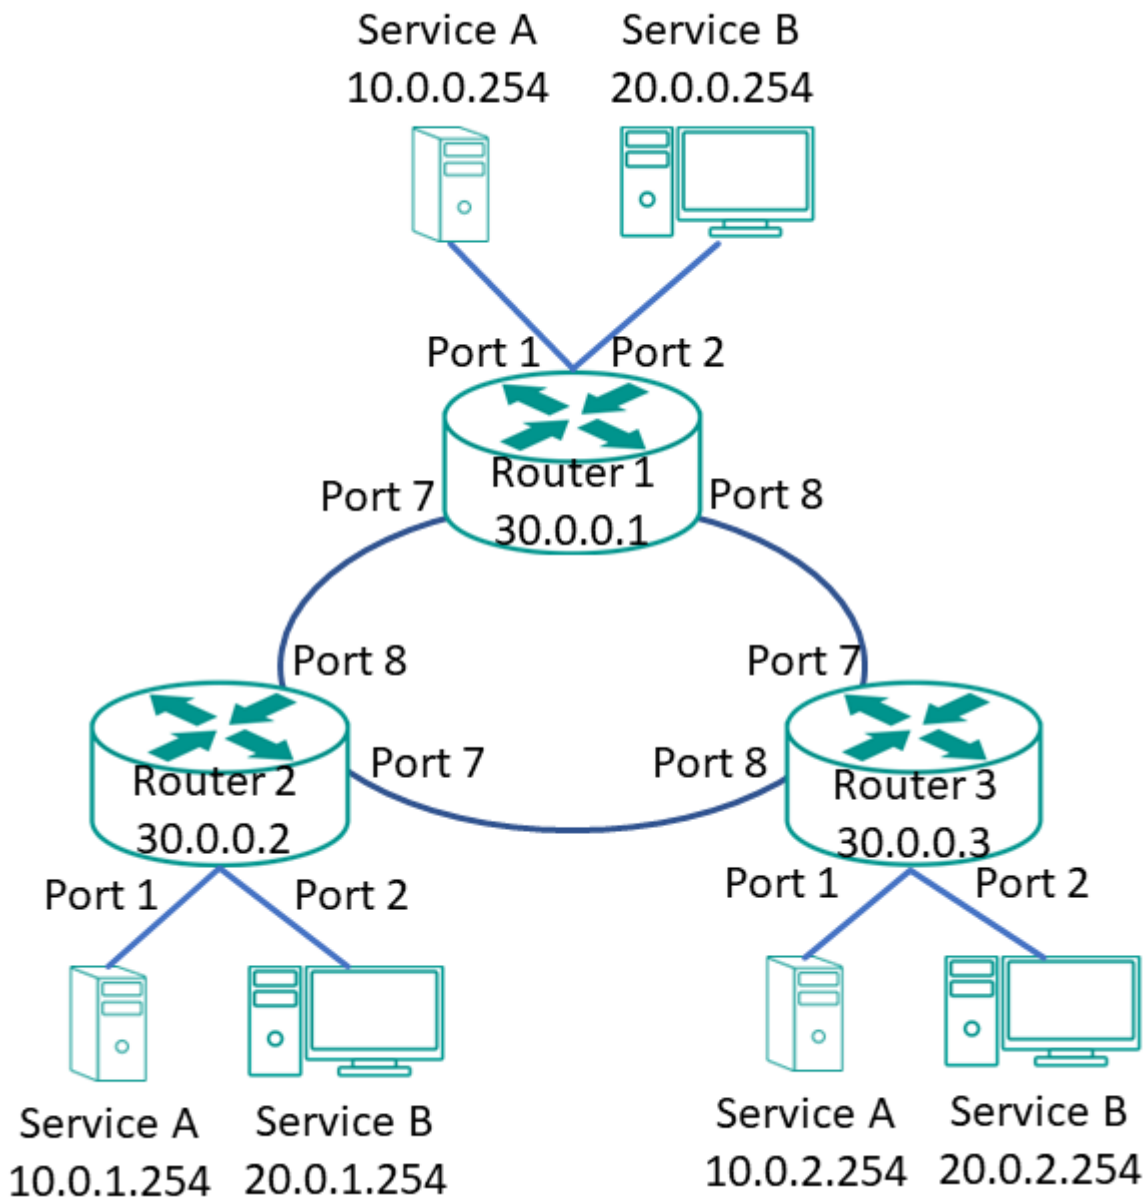 Service A
10.0.0.254
Service B
20.0.0.254
Port 1
Port 2
Router 1
30.0.0.1
Port 7
Port 8
Port 8
Port 7
Router 2
30.0.0.2
Port 7
Port 8
Router 3
30.0.0.3
Port 1
Port 2
Port 1
Port 2
Service A
10.0.1.254
Service B
20.0.1.254
Service A
10.0.2.254
Service B
20.0.2.254